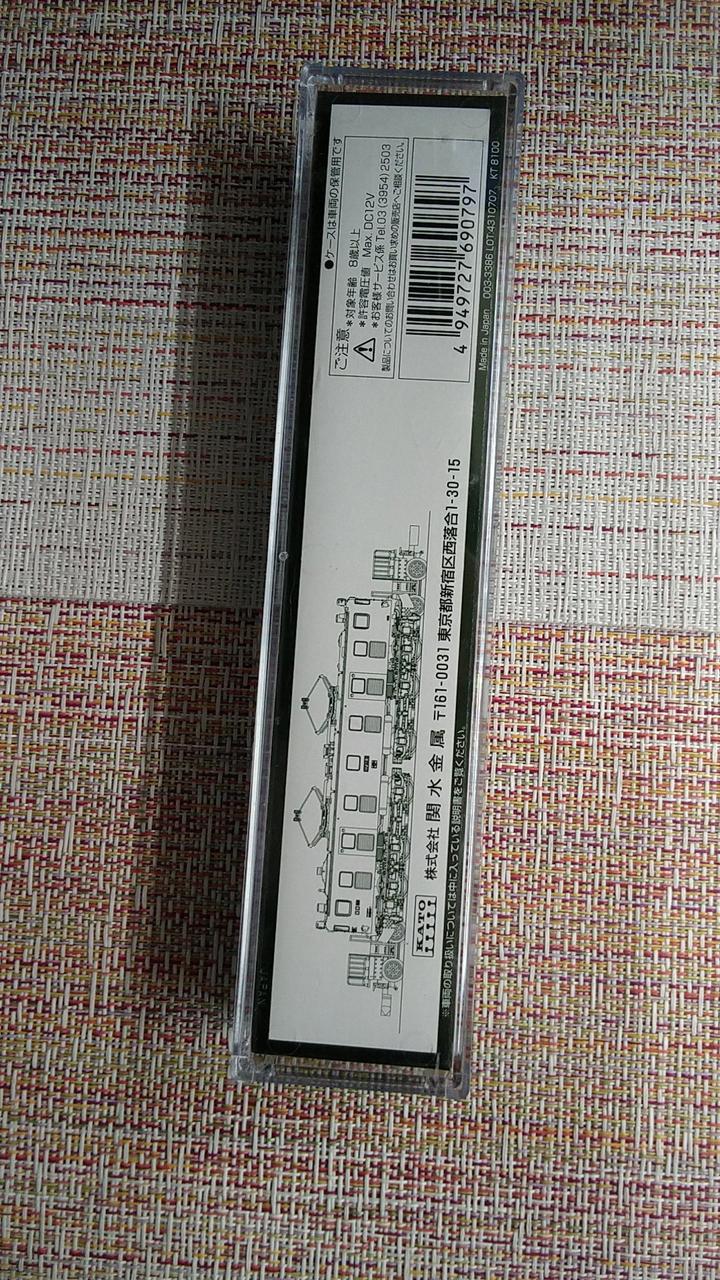 ●ケースは車両の保管用です
ご注意
＊対象年齢 8歳以上
＊許容電圧値 Max. DC12V
＊お客様サービス係 Tel.03(3954)2503
製品についてのお問い合わせはお買い求めの販売店へご相談ください。
4 949727 690797
Made in Japan 003-3386 LOT:4310707、KT 8100
KATO
株式会社 関水金属 〒161-0031 東京都新宿区西落合1-30-15
※車両の取り扱いについては中に入っている説明書をご覧ください。
JAPAN